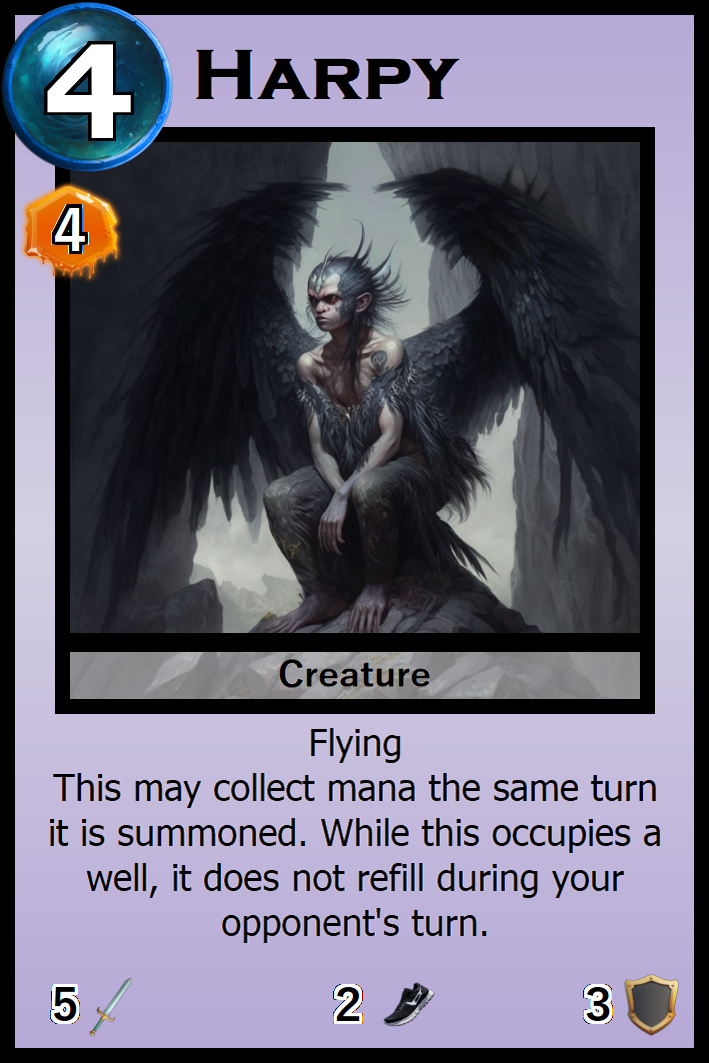 4
Harpy
4
Creature
Flying
This may collect mana the same turn
it is summoned. While this occupies a
well, it does not refill during your
opponent's turn.
5 2 3